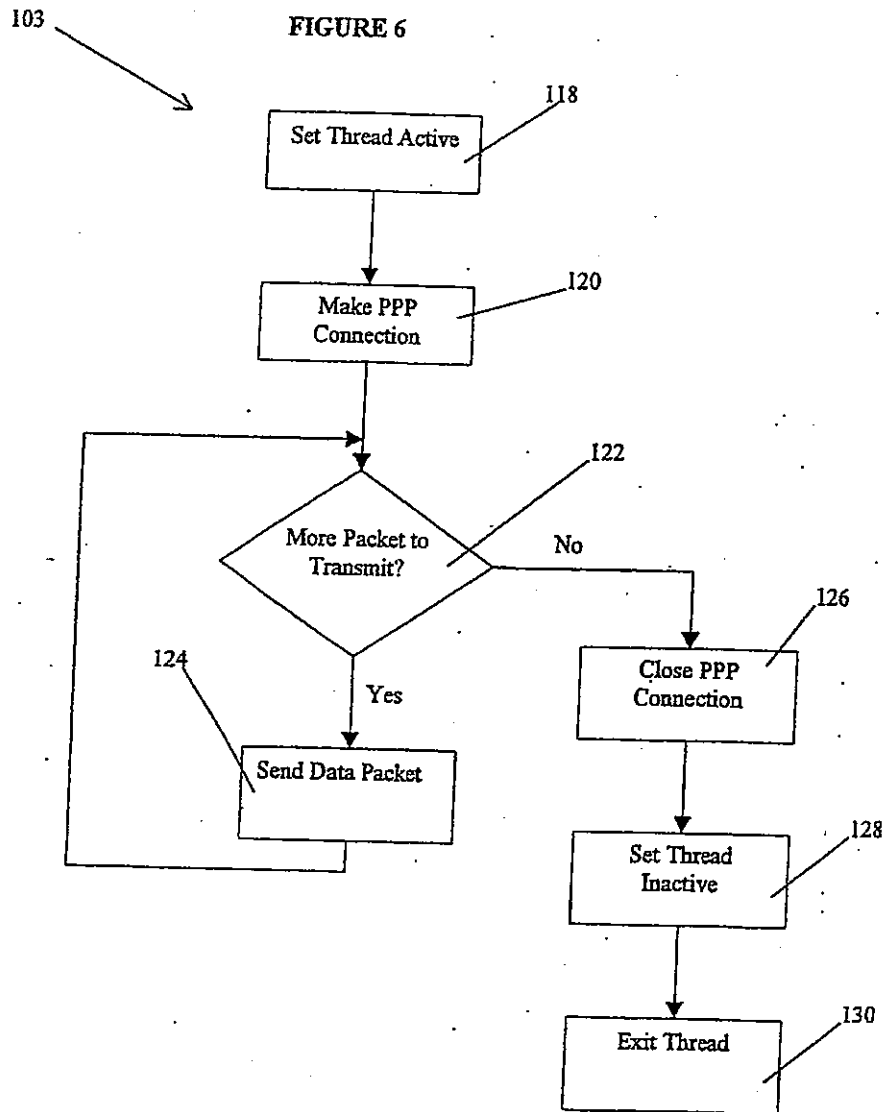 103
FIGURE 6
118
Set Thread Active
120
Make PPP
Connection
122
More Packet to
Transmit?
No
126
Close PPP
Connection
124
Yes
Send Data Packet
128
Set Thread
Inactive
130
Exit Thread